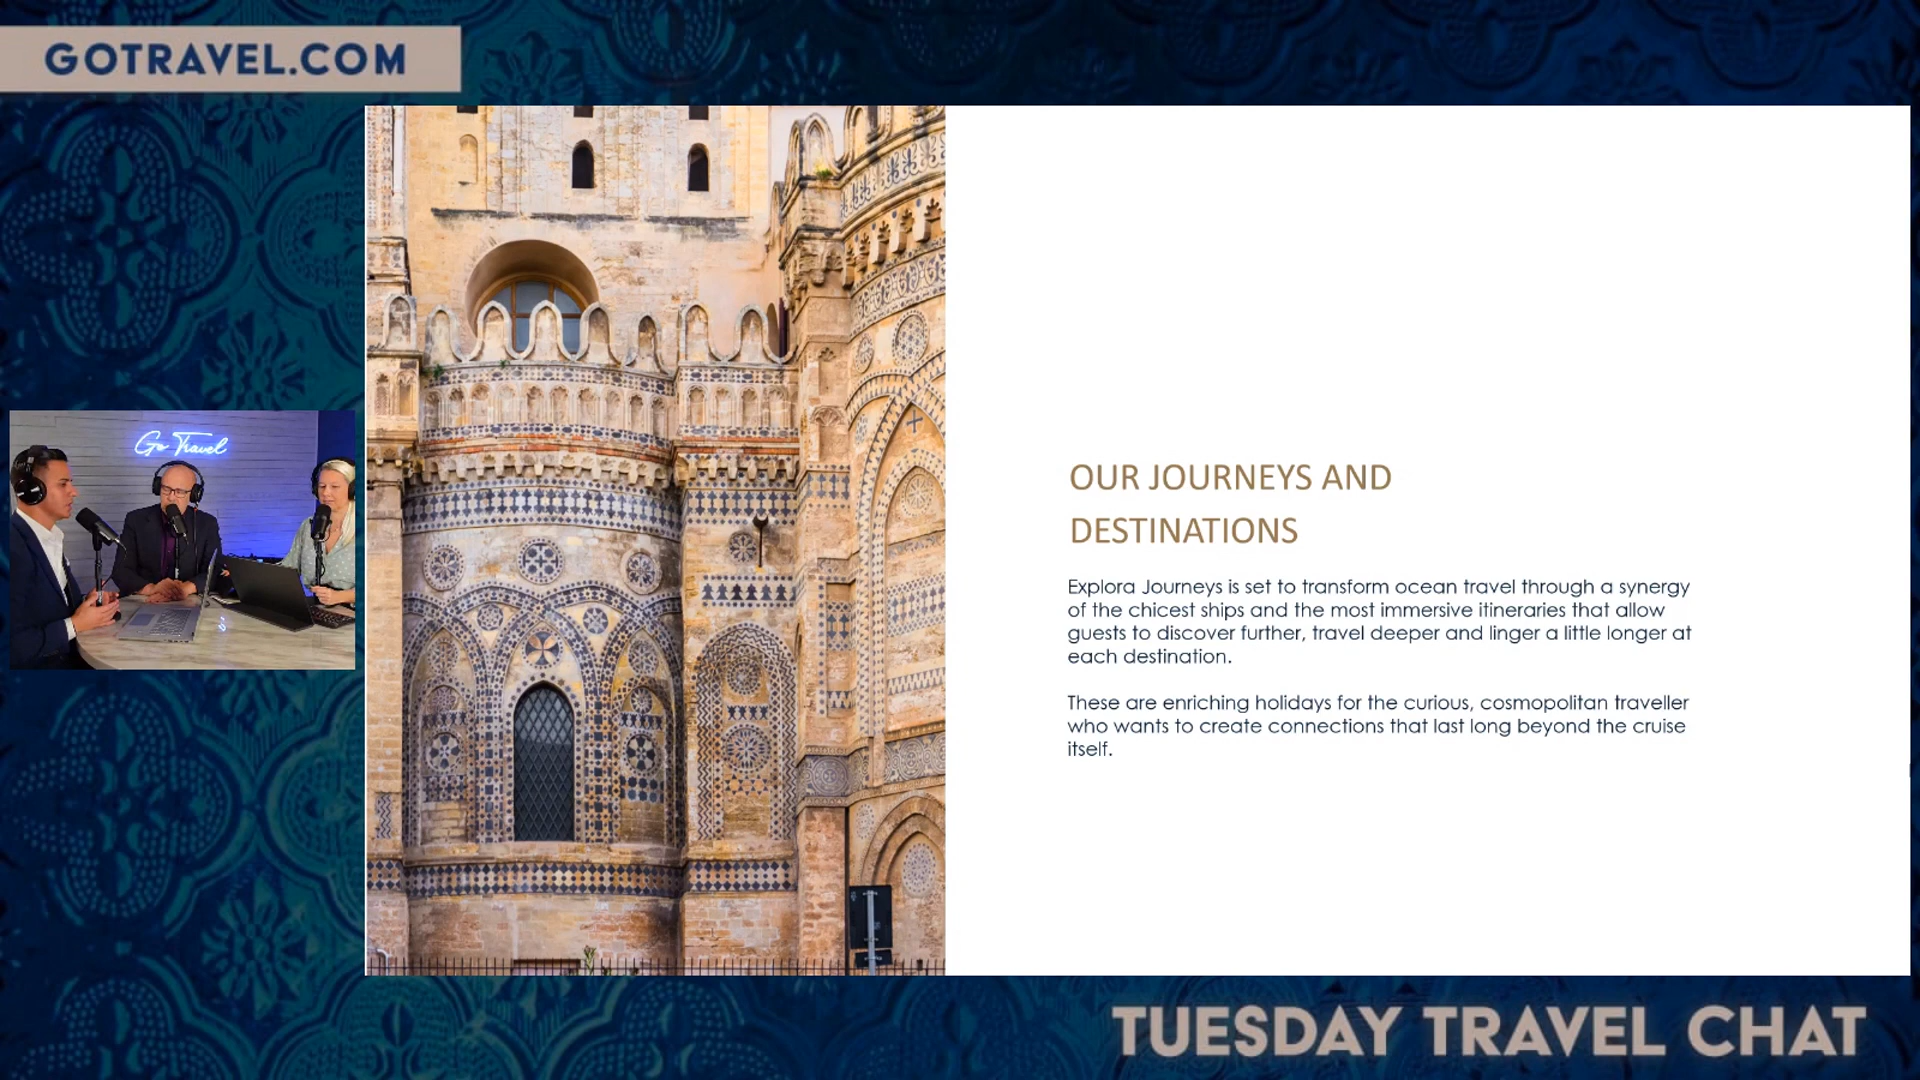 GOTRAVEL.COM
Go Travel
OUR JOURNEYS AND
DESTINATIONS
Explora Journeys is set to transform ocean travel through a synergy
of the chicest ships and the most immersive itineraries that allow
guests to discover further, travel deeper and linger a little longer at
each destination.
These are enriching holidays for the curious, cosmopolitan traveller
who wants to create connections that last long beyond the cruise
itself.
TUESDAY TRAVEL CHAT